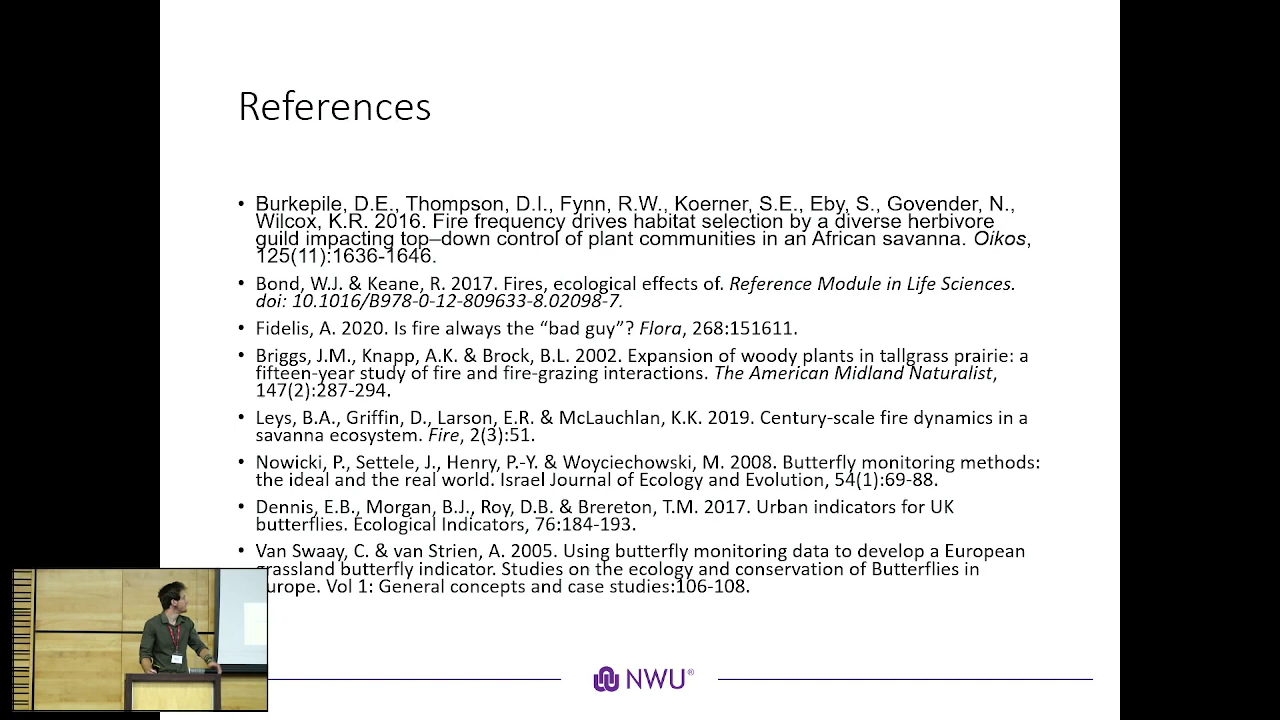 References
• Burkepile, D.E., Thompson, D.I., Fynn, R.W., Koerner, S.E., Eby, S., Govender, N.,
Wilcox, K.R. 2016. Fire frequency drives habitat selection by a diverse herbivore
guild impacting top–down control of plant communities in an African savanna. Oikos,
125(11):1636-1646.
• Bond, W.J. & Keane, R. 2017. Fires, ecological effects of. Reference Module in Life Sciences.
doi: 10.1016/B978-0-12-809633-8.02098-7.
• Fidelis, A. 2020. Is fire always the “bad guy”? Flora, 268:151611.
• Briggs, J.M., Knapp, A.K. & Brock, B.L. 2002. Expansion of woody plants in tallgrass prairie: a
fifteen-year study of fire and fire-grazing interactions. The American Midland Naturalist,
147(2):287-294.
• Leys, B.A., Griffin, D., Larson, E.R. & McLauchlan, K.K. 2019. Century-scale fire dynamics in a
savanna ecosystem. Fire, 2(3):51.
• Nowicki, P., Settele, J., Henry, P.-Y. & Woyciechowski, M. 2008. Butterfly monitoring methods:
the ideal and the real world. Israel Journal of Ecology and Evolution, 54(1):69-88.
• Dennis, E.B., Morgan, B.J., Roy, D.B. & Brereton, T.M. 2017. Urban indicators for UK
butterflies. Ecological Indicators, 76:184-193.
• Van Swaay, C. & van Strien, A. 2005. Using butterfly monitoring data to develop a European
grassland butterfly indicator. Studies on the ecology and conservation of Butterflies in
urope. Vol 1: General concepts and case studies:106-108.
NWU®